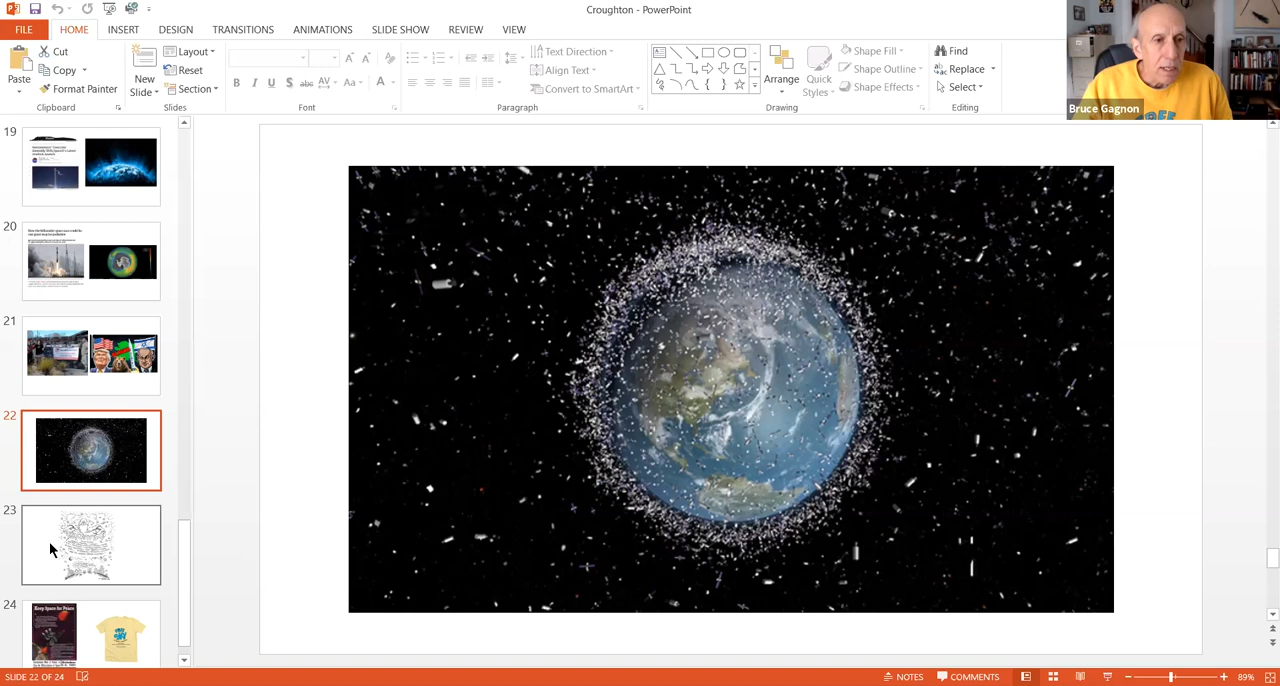 Croughton - PowerPoint
FILE
HOME
INSERT
DESIGN
TRANSITIONS
ANIMATIONS
SLIDE SHOW
REVIEW
VIEW
Paste
Cut
Copy
Format Painter
Clipboard
New
Slide
Layout
Reset
Section
Slides
B I U S abc AV Aa A
Font
Text Direction
Align Text
Convert to SmartArt
Paragraph
Arrange
Quick
Styles
Shape Fill
Shape Outline
Shape Effects
Drawing
Find
Replace
Select
Editing
Bruce Gagnon
19
20
21
22
23
24
Keep Space for Peace
SLIDE 22 OF 24
NOTES
COMMENTS
89%